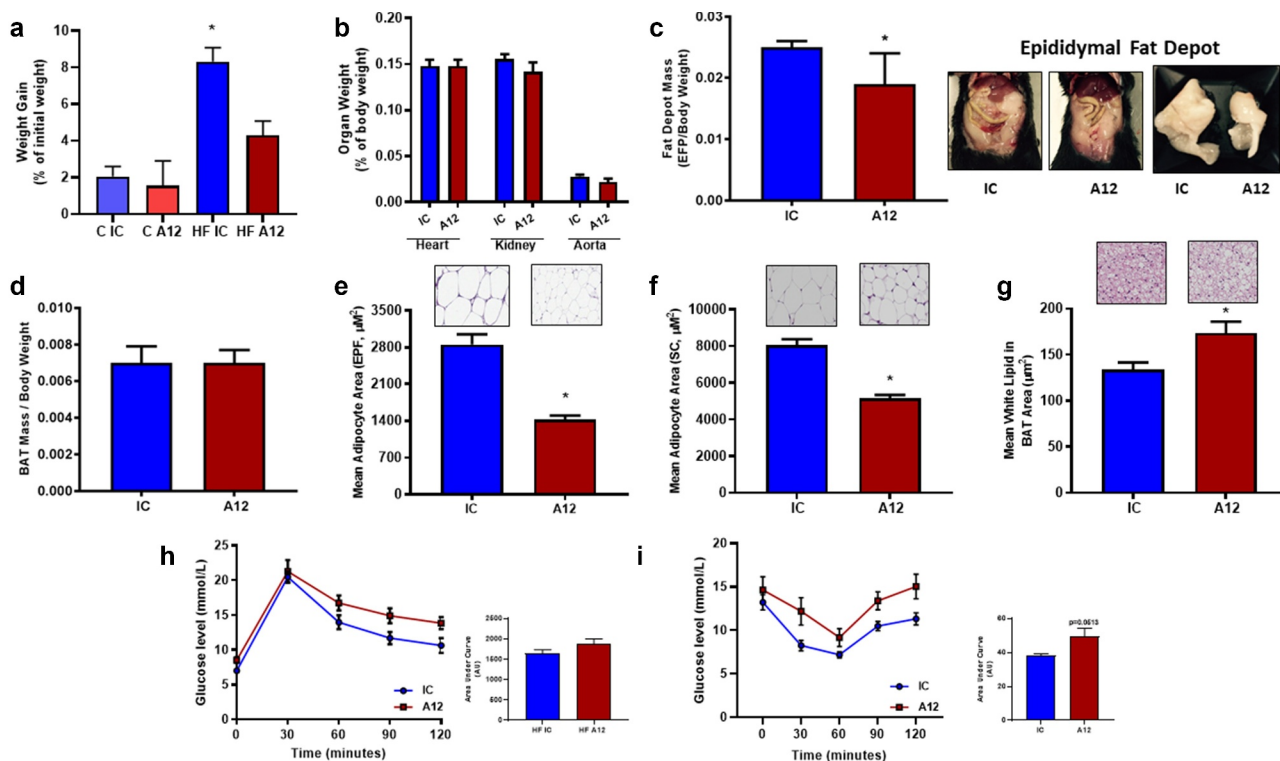 a
Weight Gain
(% of initial weight)
10
8
6
4
2
0
*
C IC
C A12
HF IC
HF A12
b
Organ Weight
(% of body weight)
0.20
0.15
0.10
0.05
0.00
IC
A12
IC
A12
IC
A12
Heart
Kidney
Aorta
c
Fat Depot Mass
(EFP/Body Weight)
0.03
0.02
0.01
0.00
*
IC
A12
Epididymal Fat Depot
IC
A12
IC
A12
d
BAT Mass / Body Weight
0.010
0.008
0.006
0.004
0.002
0.000
IC
A12
e
Mean Adipocyte Area (EPF, µM²)
3500
2800
2100
1400
700
0
*
IC
A12
f
Mean Adipocyte Area (SC, µM²)
10000
8000
6000
4000
2000
0
*
IC
A12
g
Mean White Lipid in
BAT Area (µm²)
200
150
100
50
0
*
IC
A12
h
Glucose level (mmol/L)
25
20
15
10
5
0
IC
A12
0
30
60
90
120
Time (minutes)
Area Under Curve
(AU)
2600
2000
1600
1000
600
0
HF IC
HF A12
i
Glucose level (mmol/L)
20
15
10
5
0
IC
A12
0
30
60
90
120
Time (minutes)
Area Under Curve
(AU)
60
40
20
0
p=0.0613
IC
A12